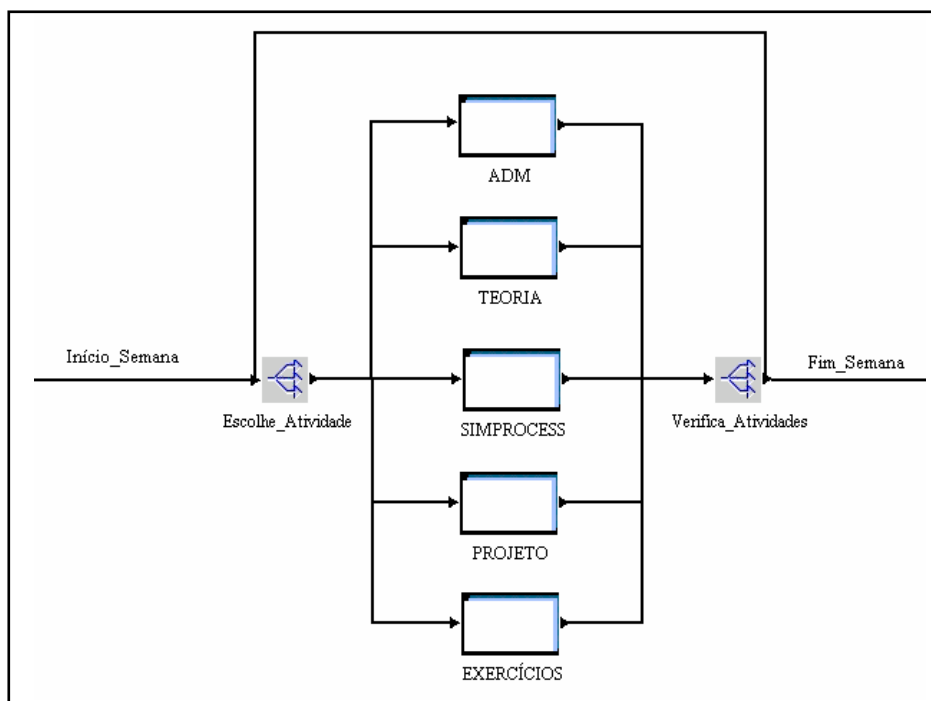 ADM
TEORIA
Início_Semana
Fim_Semana
Escolhe_Atividade
SIMPROCESS
Verifica_Atividades
PROJETO
EXERCÍCIOS